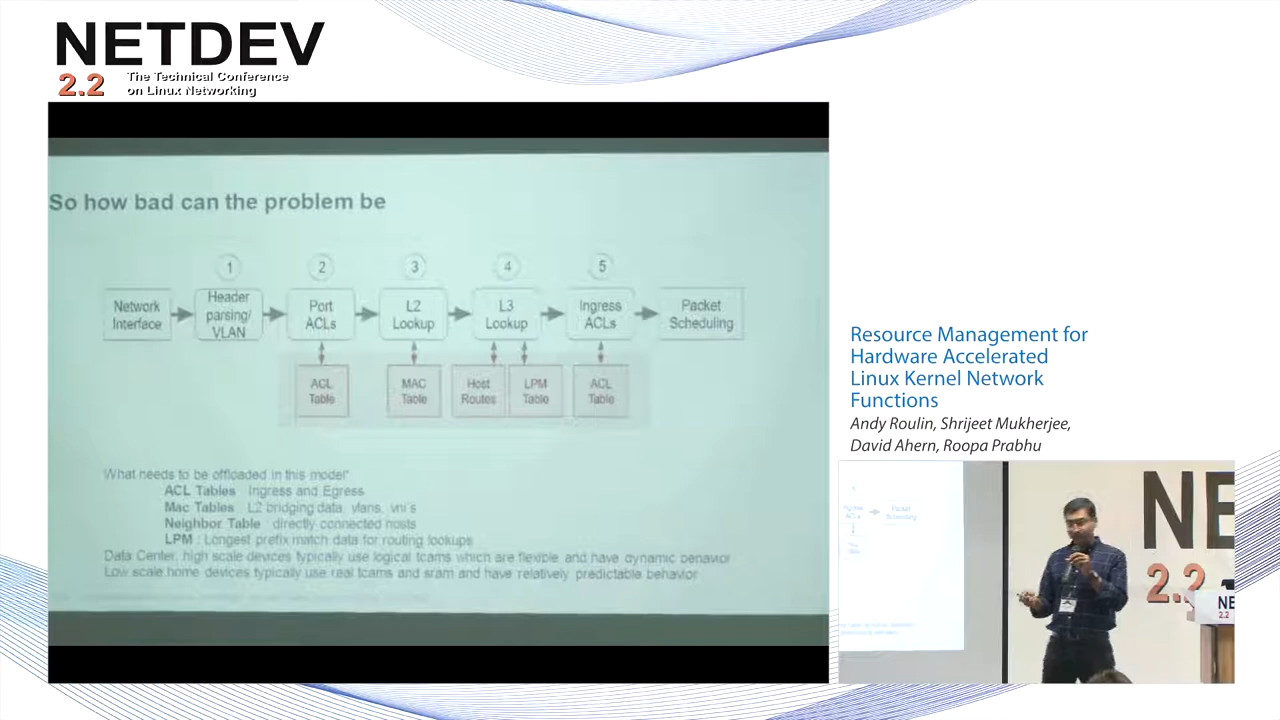 NETDEV
2.2
The Technical Conference
on Linux Networking
So how bad can the problem be
1
2
3
4
5
Network
Interface
Header
parsing/
VLAN
Port
ACLs
L2
Lookup
L3
Lookup
Ingress
ACLs
Packet
Scheduling
ACL
Table
MAC
Table
Host
Routes
LPM
Table
ACL
Table
What needs to be offloaded in this model"
ACL Tables : Ingress and Egress
Mac Tables : L2 bridging data, vlans, vni's
Neighbor Table : directly connected hosts
LPM : Longest prefix match data for routing lookups
Data Center, high scale devices typically use logical tcams which are flexible and have dynamic behavior
Low scale home devices typically use real tcams and sram and have relatively predictable behavior
Resource Management for
Hardware Accelerated
Linux Kernel Network
Functions
Andy Roulin, Shrijeet Mukherjee,
David Ahern, Roopa Prabhu
Packet
Scheduling
NE
2.2
NE
2.2